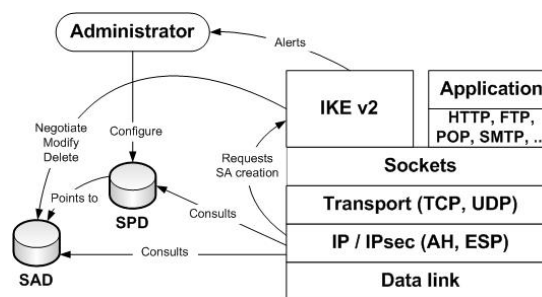 Administrator
Alerts
Negotiate
Modify
Delete
Configure
Points to
SPD
SAD
Consults
Consults
Requests
SA creation
IKE v2
Application
HTTP, FTP,
POP, SMTP, ...
Sockets
Transport (TCP, UDP)
IP / IPsec (AH, ESP)
Data link